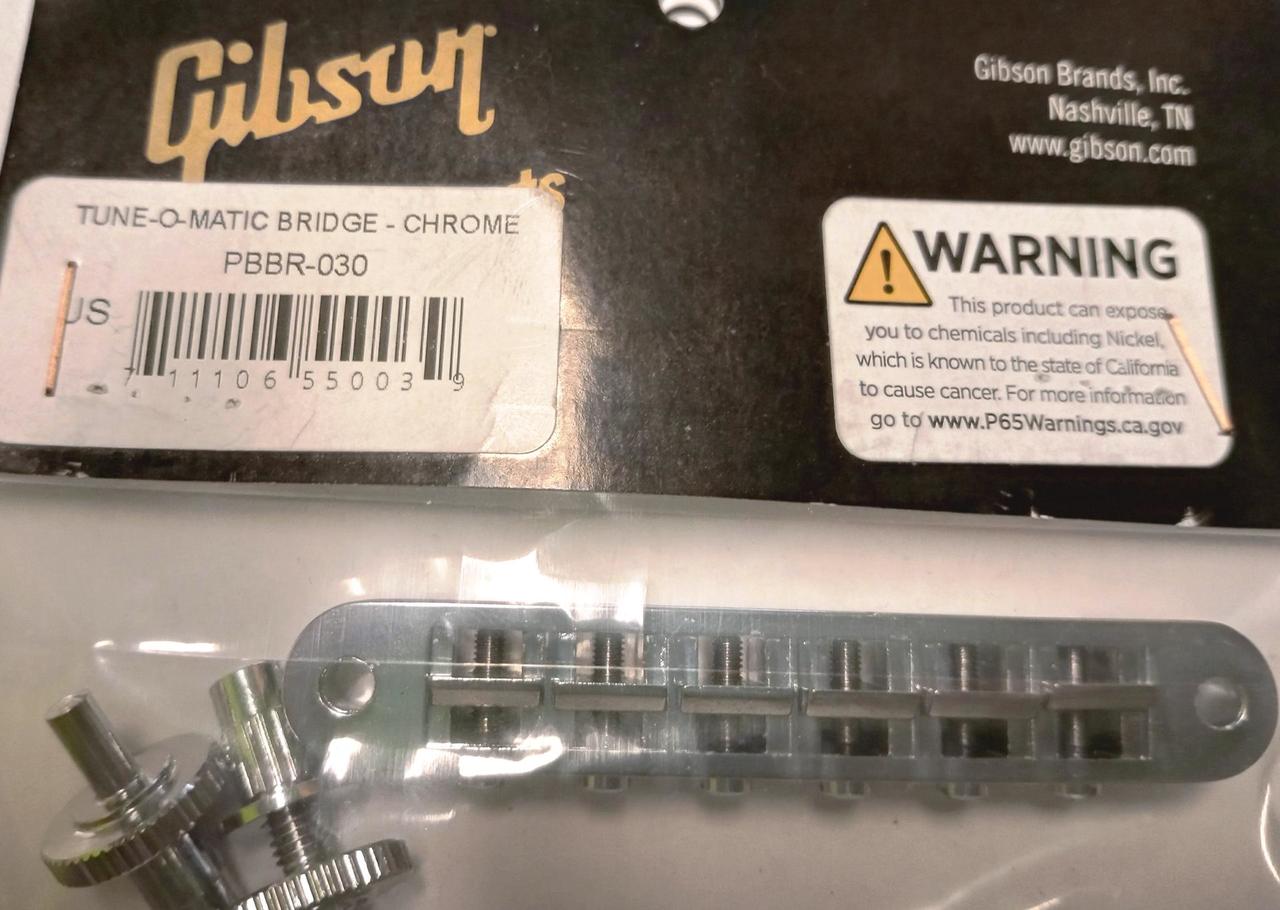 Gibson
ts
TUNE-O-MATIC BRIDGE - CHROME
PBBR-030
US
7 11106 55003 9
Gibson Brands, Inc.
Nashville, TN
www.gibson.com
WARNING
This product can expose
you to chemicals including Nickel,
which is known to the state of California
to cause cancer. For more information
go to www.P65Warnings.ca.gov